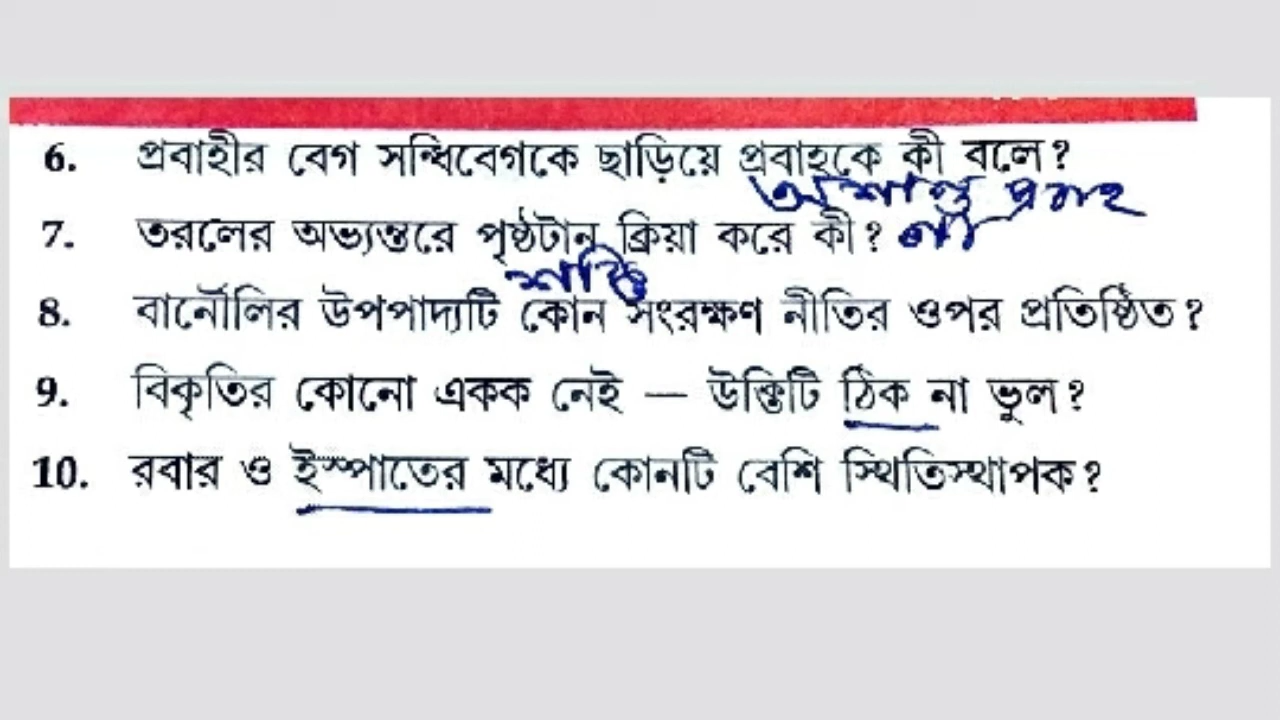 6. প্রবাহীর বেগ সন্ধিবেগকে ছাড়িয়ে প্রবাহকে কী বলে?
অশান্ত প্রবাহ
7. তরলের অভ্যন্তরে পৃষ্ঠটান ক্রিয়া করে কী? না
শক্তি
8. বার্নৌলির উপপাদ্যটি কোন সংরক্ষণ নীতির ওপর প্রতিষ্ঠিত?
9. বিকৃতির কোনো একক নেই — উক্তিটি ঠিক না ভুল?
10. রবার ও ইস্পাতের মধ্যে কোনটি বেশি স্থিতিস্থাপক?